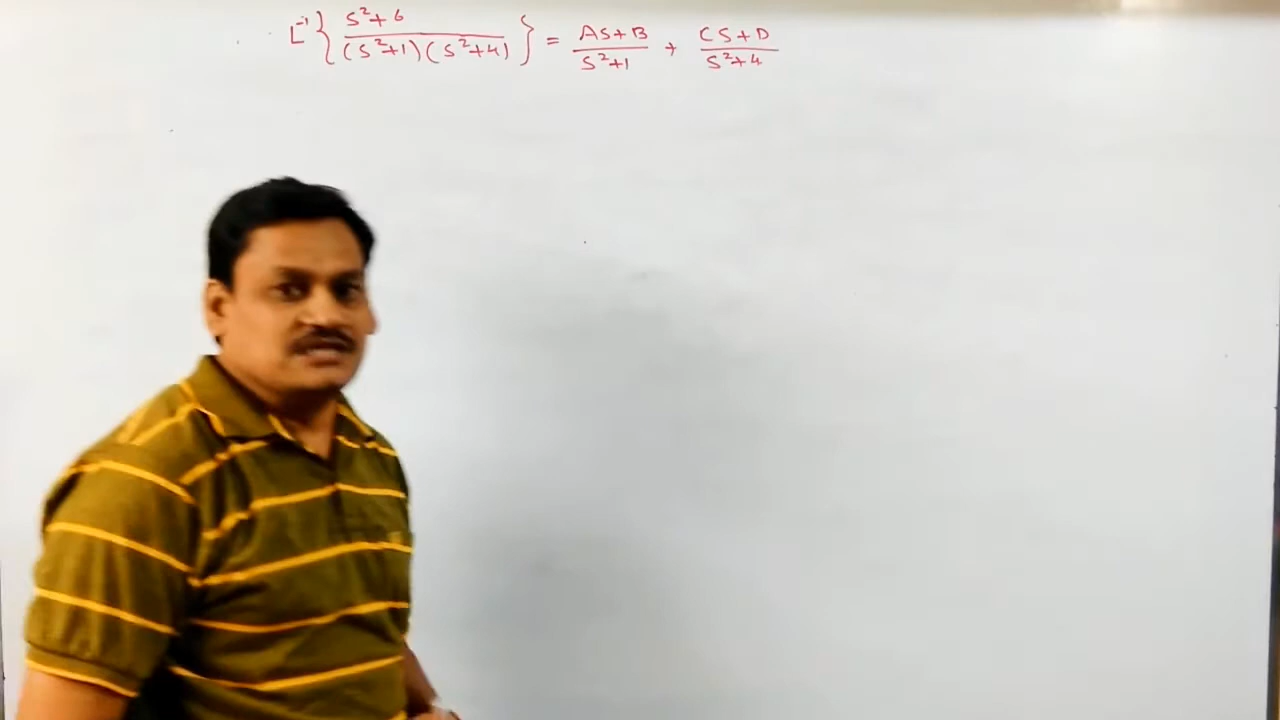 L⁻¹ { (S²+6) / ((S²+1)(S²+4)) } = (AS+B)/(S²+1) + (CS+D)/(S²+4)